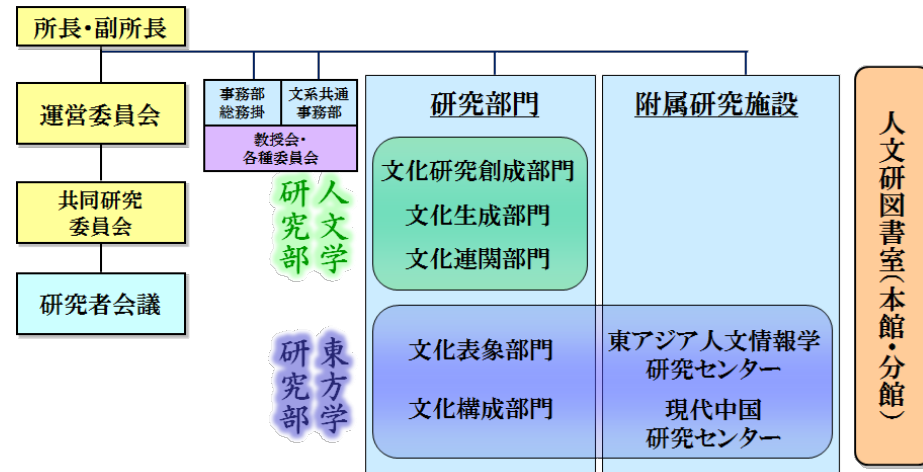 所長・副所長
運営委員会
共同研究
委員会
研究者会議
事務部
総務掛
文系共通
事務部
教授会・
各種委員会
人文学
研究部
東方学
研究部
研究部門
文化研究創成部門
文化生成部門
文化連関部門
文化表象部門
文化構成部門
附属研究施設
東アジア人文情報学
研究センター
現代中国
研究センター
人文研図書室(本館・分館)